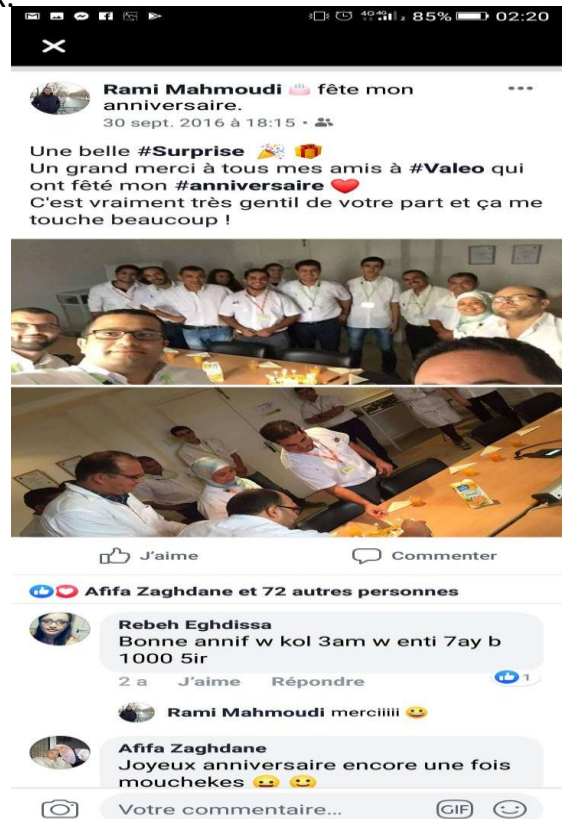 x.
85% 02:20
Rami Mahmoudi 🎂 fête mon
anniversaire.
30 sept. 2016 à 18:15 •
Une belle #Surprise 🎉 🎁
Un grand merci à tous mes amis à #Valeo qui
ont fêté mon #anniversaire ❤️
C'est vraiment très gentil de votre part et ça me
touche beaucoup !
J'aime Commenter
Afifa Zaghdane et 72 autres personnes
Rebeh Eghdissa
Bonne annif w kol 3am w enti 7ay b
1000 5ir
2 a J'aime Répondre 1
Rami Mahmoudi merciiiii 😀
Afifa Zaghdane
Joyeux anniversaire encore une fois
mouchekes 😛 🙂
Votre commentaire... GIF